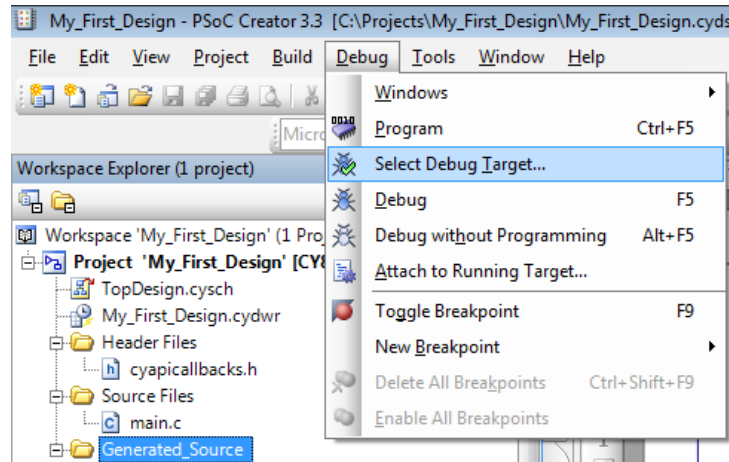 My_First_Design - PSoC Creator 3.3 [C:\Projects\My_First_Design\My_First_Design.cyds
File Edit View Project Build Debug Tools Window Help
Windows
Micro
Program Ctrl+F5
Workspace Explorer (1 project)
Select Debug Target...
Debug F5
Workspace 'My_First_Design' (1 Proj
Debug without Programming Alt+F5
Project 'My_First_Design' [CY8
Attach to Running Target...
TopDesign.cysch
My_First_Design.cydwr
Toggle Breakpoint F9
Header Files
New Breakpoint
cyapicallbacks.h
Delete All Breakpoints Ctrl+Shift+F9
Source Files
main.c
Enable All Breakpoints
Generated_Source
1